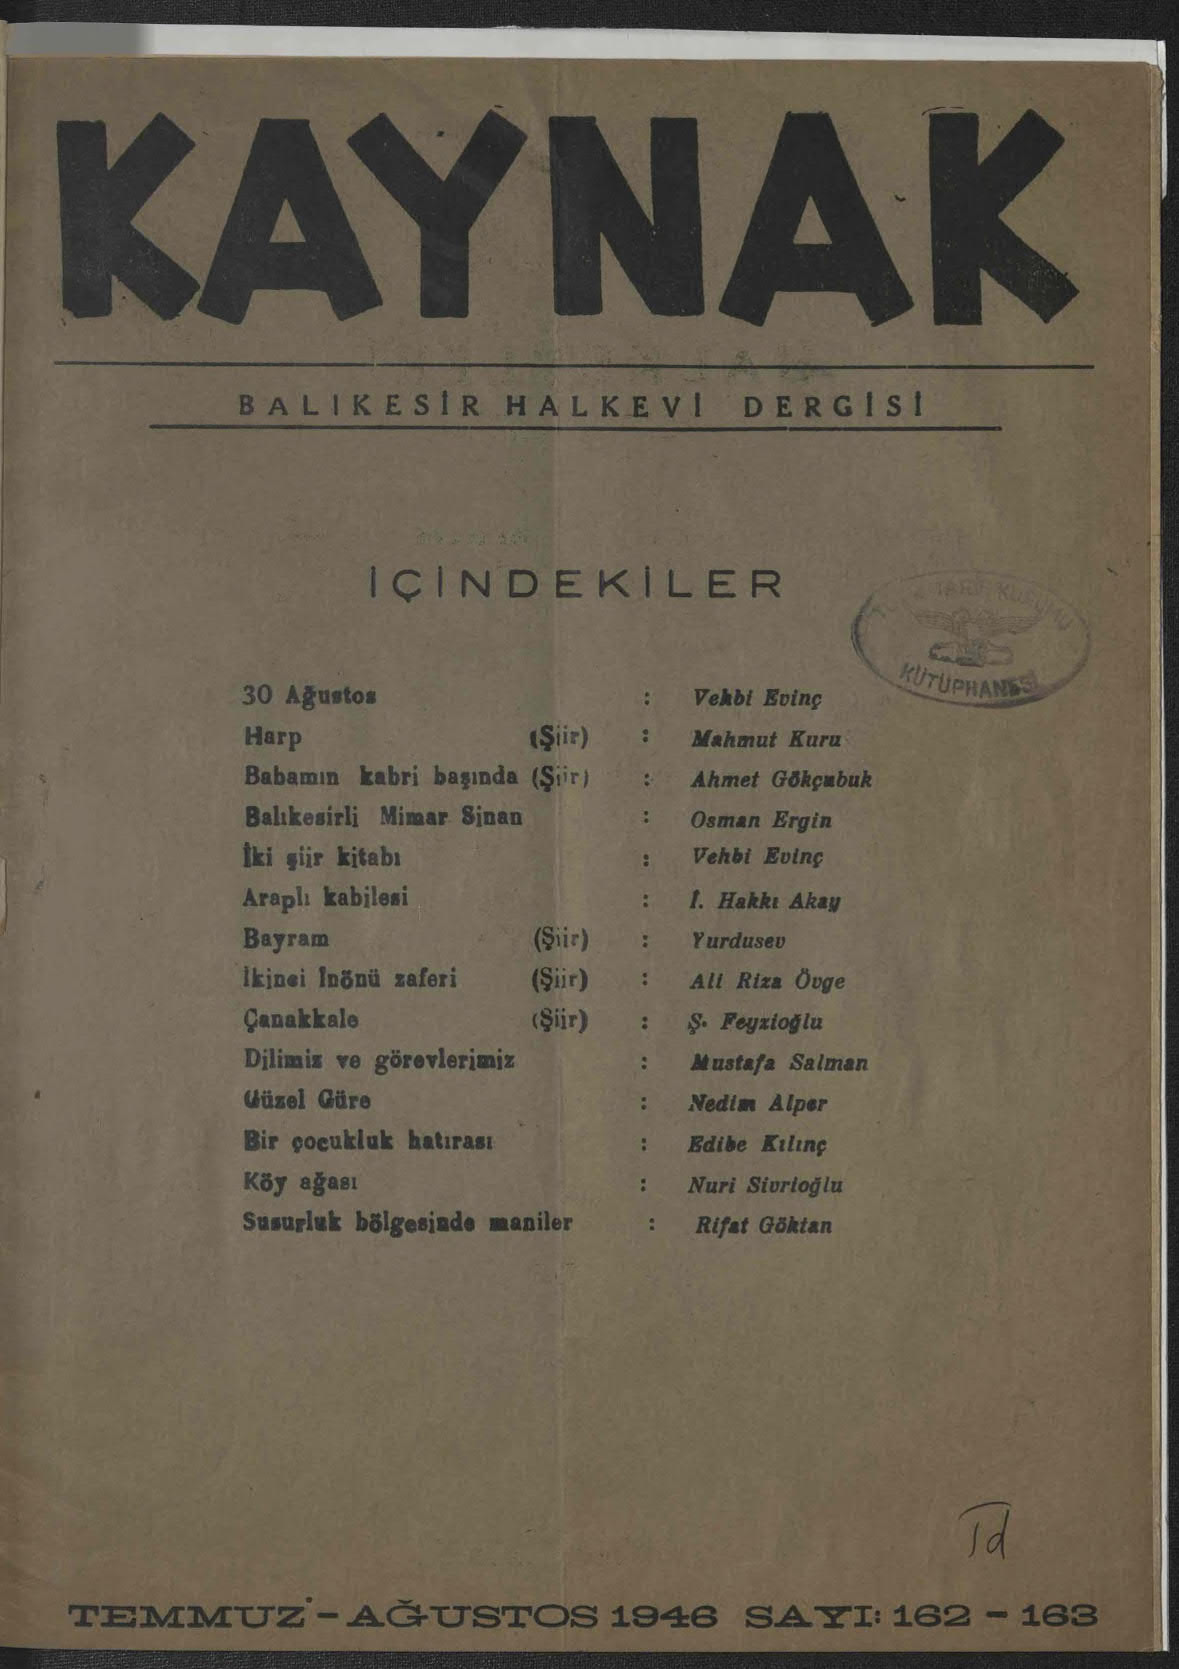 KAYNAK
BALIKESİR HALKEVİ DERGİSİ
İÇİNDEKİLER
TÜRK TARİH KURUMU
KÜTÜPHANESİ
30 Ağustos : Vehbi Evinç
Harp (Şiir) : Mahmut Kuru
Babamın kabri başında (Şiir) : Ahmet Gökçubuk
Balıkesirli Mimar Sinan : Osman Ergin
İki şiir kitabı : Vehbi Evinç
Araplı kabilesi : İ. Hakkı Akay
Bayram (Şiir) : Yurdusev
İkinci İnönü zaferi (Şiir) : Ali Rıza Övge
Çanakkale (Şiir) : Ş. Feyzioğlu
Dilimiz ve görevlerimiz : Mustafa Salman
Güzel Güre : Nedim Alper
Bir çocukluk hatırası : Edibe Kılınç
Köy ağası : Nuri Sivrioğlu
Susurluk bölgesinde maniler : Rifat Göktan
Td
TEMMUZ - AĞUSTOS 1946 SAYI: 162 - 163